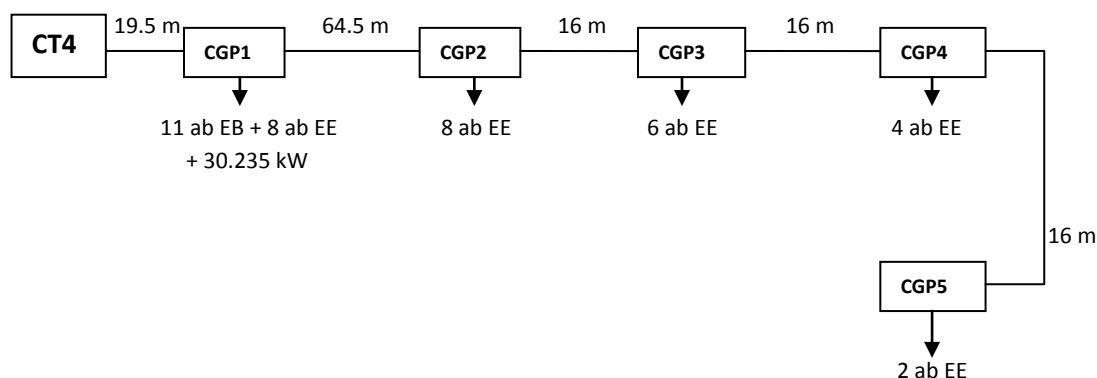 19.5 m
64.5 m
16 m
16 m
CT4
CGP1
CGP2
CGP3
CGP4
11 ab EB + 8 ab EE
+ 30.235 kW
8 ab EE
6 ab EE
4 ab EE
16 m
CGP5
2 ab EE